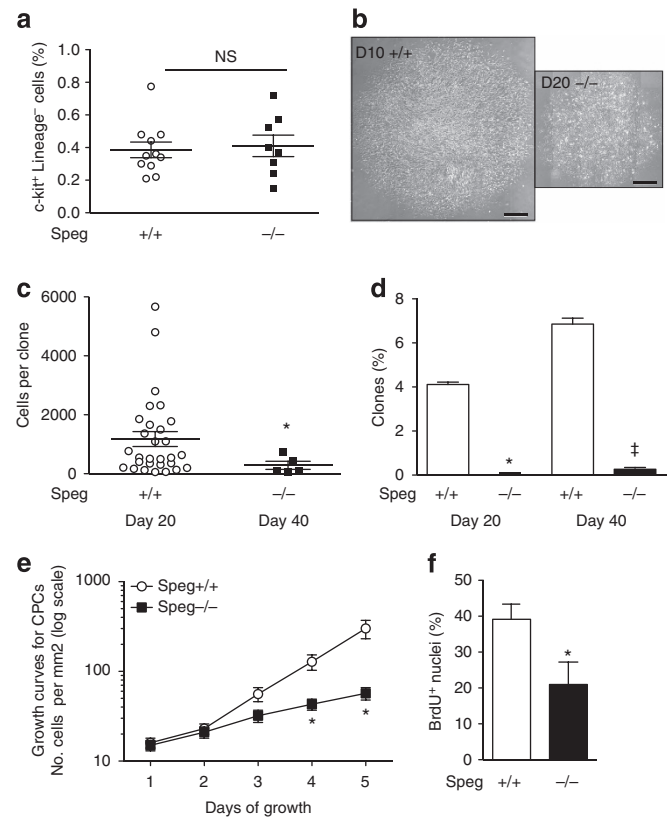 a
c-kit⁺ Lineage⁻ cells (%)
1.0
0.8
0.6
0.4
0.2
0.0
NS
Speg +/+ −/−
b
D10 +/+
D20 −/−
c
Cells per clone
6000
4000
2000
0
*
Speg +/+ −/−
Day 20 Day 40
d
Clones (%)
8
6
4
2
0
*
‡
Speg +/+ −/− +/+ −/−
Day 20 Day 40
e
Growth curves for CPCs
No. cells per mm2 (log scale)
1000
100
10
Speg+/+
Speg−/−
*
*
1 2 3 4 5
Days of growth
f
BrdU⁺ nuclei (%)
50
40
30
20
10
0
*
Speg +/+ −/−